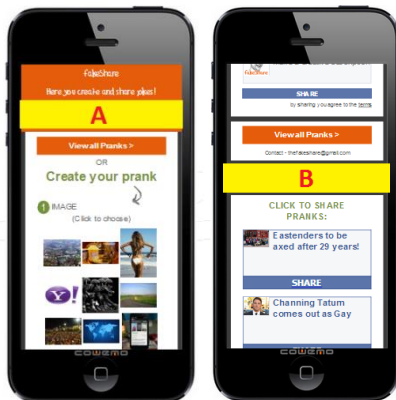 FakeShare
Here you create and share jokes!
A
View all Pranks >
OR
Create your prank
1 IMAGE
(Click to choose)
Y!
cowemo
FakeShare
SHARE
by sharing you agree to the terms
View all Pranks >
Contact - thefakeshare@gmail.com
B
CLICK TO SHARE
PRANKS:
Eastenders to be
axed after 29 years!
SHARE
Channing Tatum
comes out as Gay
cowemo